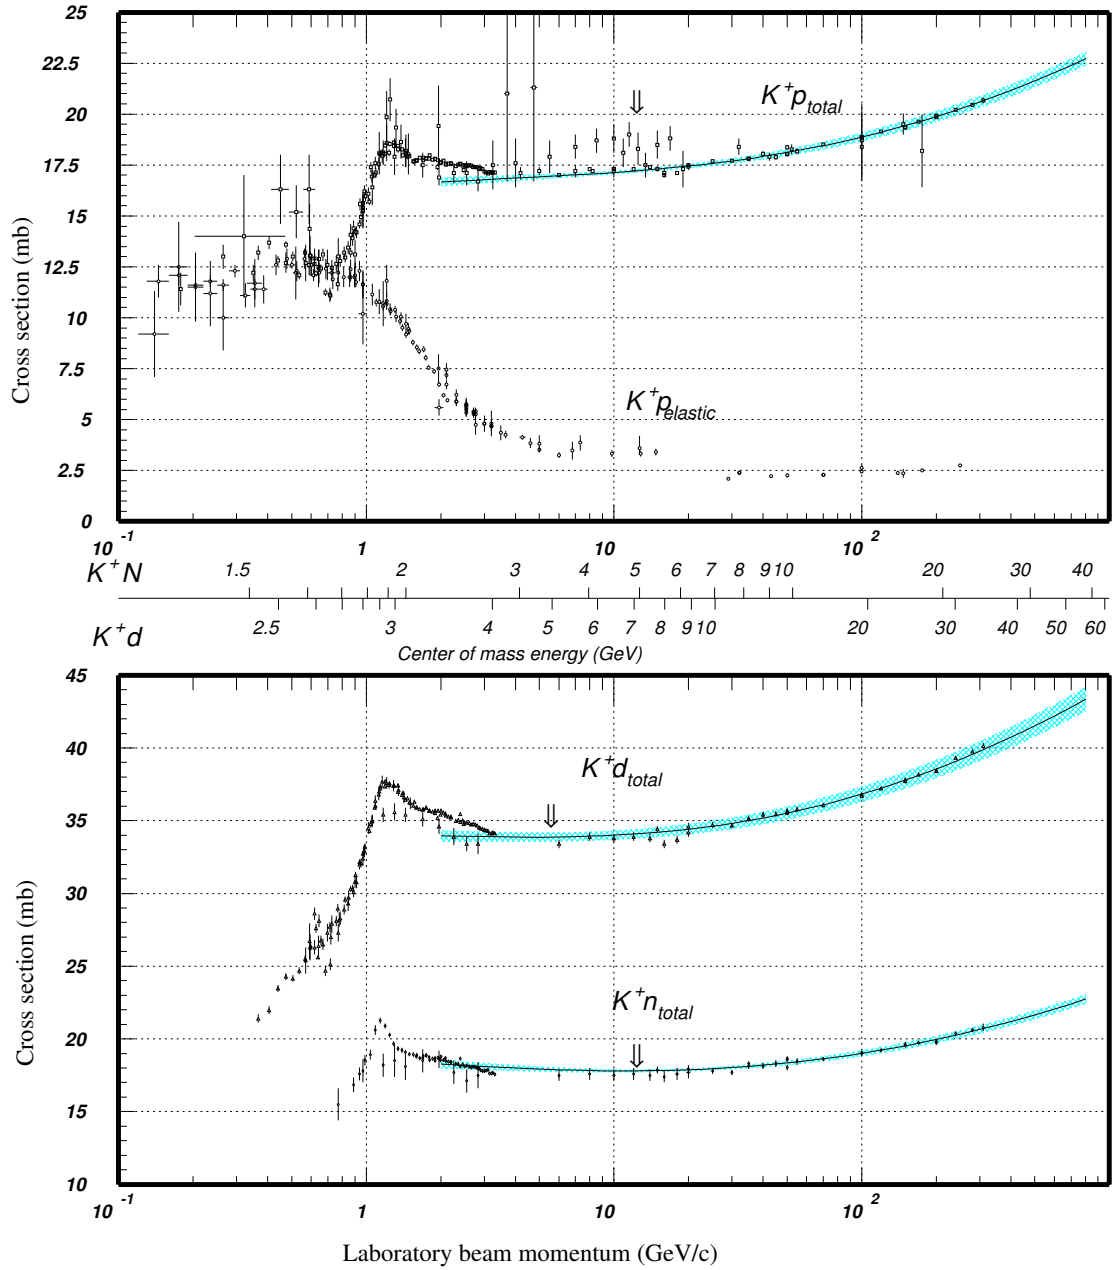 25
22.5
20
17.5
15
12.5
10
7.5
5
2.5
0
Cross section (mb)
K⁺p total
K⁺p elastic
10⁻¹ 1 10 10²
K⁺N 1.5 2 3 4 5 6 7 8 9 10 20 30 40
K⁺d 2.5 3 4 5 6 7 8 9 10 20 30 40 50 60
Center of mass energy (GeV)
45
40
35
30
25
20
15
10
Cross section (mb)
K⁺d total
K⁺n total
10⁻¹ 1 10 10²
Laboratory beam momentum (GeV/c)